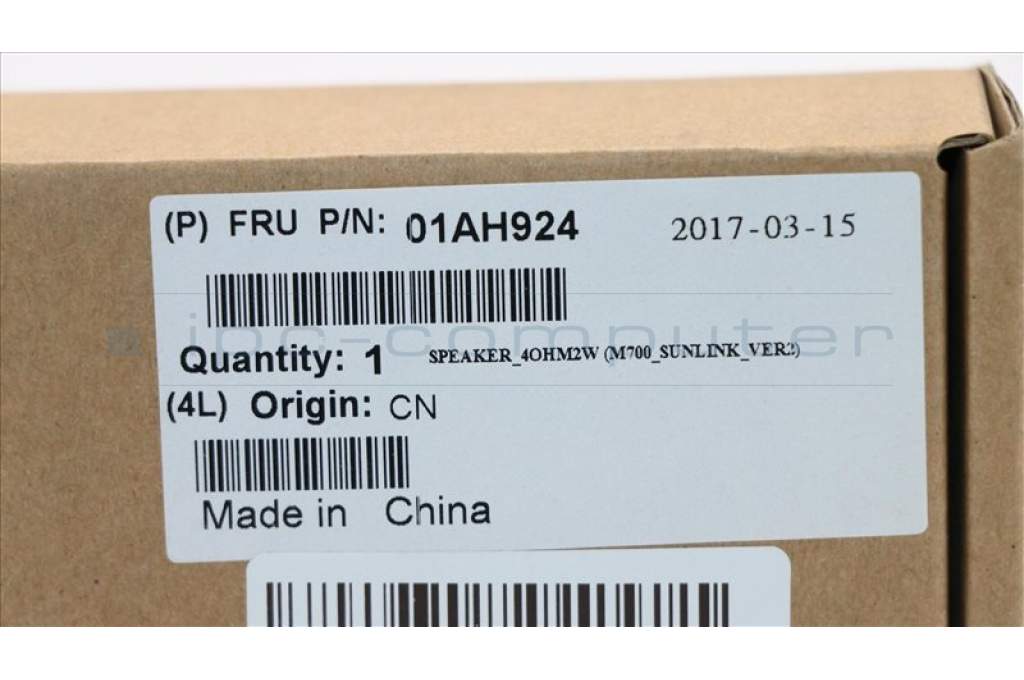 (P) FRU P/N: 01AH924 2017-03-15
ipc-computer
Quantity: 1 SPEAKER_4OHM2W (M700_SUNLINK_VER2)
(4L) Origin: CN
Made in China